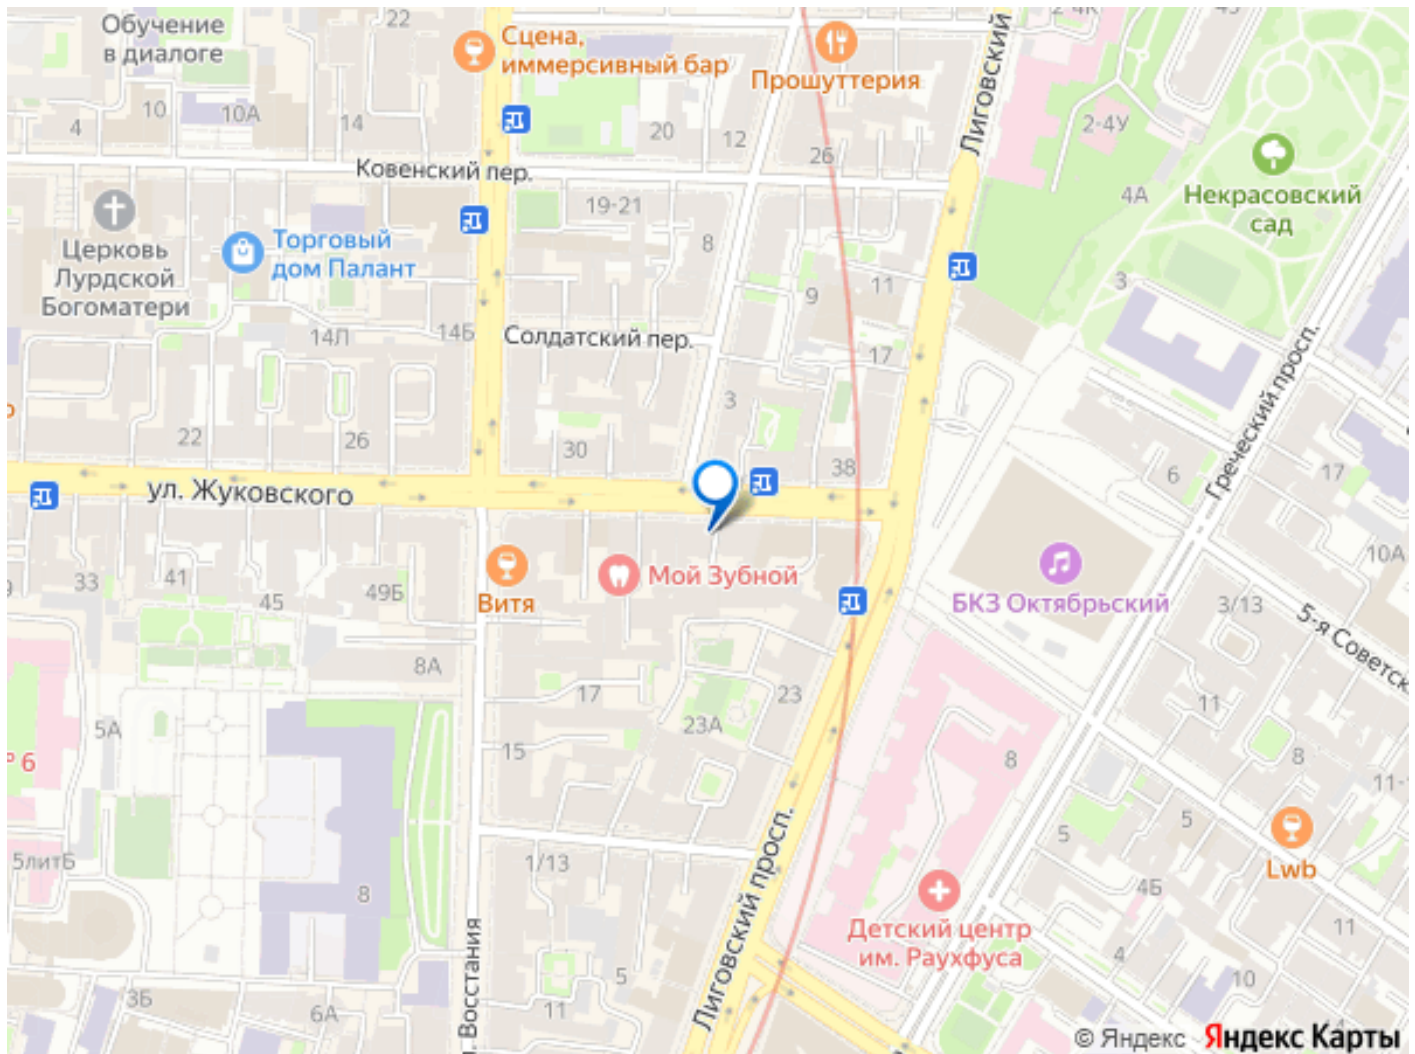 Обучение
в диалоге
22
Сцена,
иммерсивный бар
Прошуттерия
Лиговский
2-4К
43
10
10А
14
4
20
12
26
2-4У
4А
Некрасовский
сад
Ковенский пер.
19-21
8
Церковь
Лурдской
Богоматери
Торговый
дом Палант
9
11
3
14Л
14Б
Солдатский пер.
17
3
22
26
30
38
6
17
Греческий просп.
ул. Жуковского
10А
33
41
45
49Б
Витя
Мой Зубной
БКЗ Октябрьский
3/13
5-я Советск
8А
17
23
23А
11
5А
15
8
8
11-1
6
5
5
5литБ
8
1/13
Лиговский просп.
Lwb
4Б
Детский центр
им. Раухфуса
11
4
10
3Б
6А
11
5
Восстания
14
© Яндекс Яндекс Карты